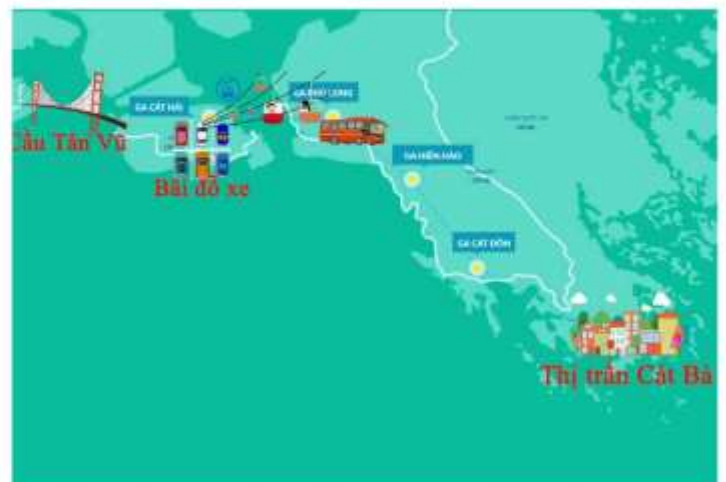 GA CÁT HẢI
GA PHÙ LONG
Cầu Tân Vũ
Bãi đỗ xe
GA HIỀN HÀO
GA CÁT ĐỒN
Thị trấn Cát Bà